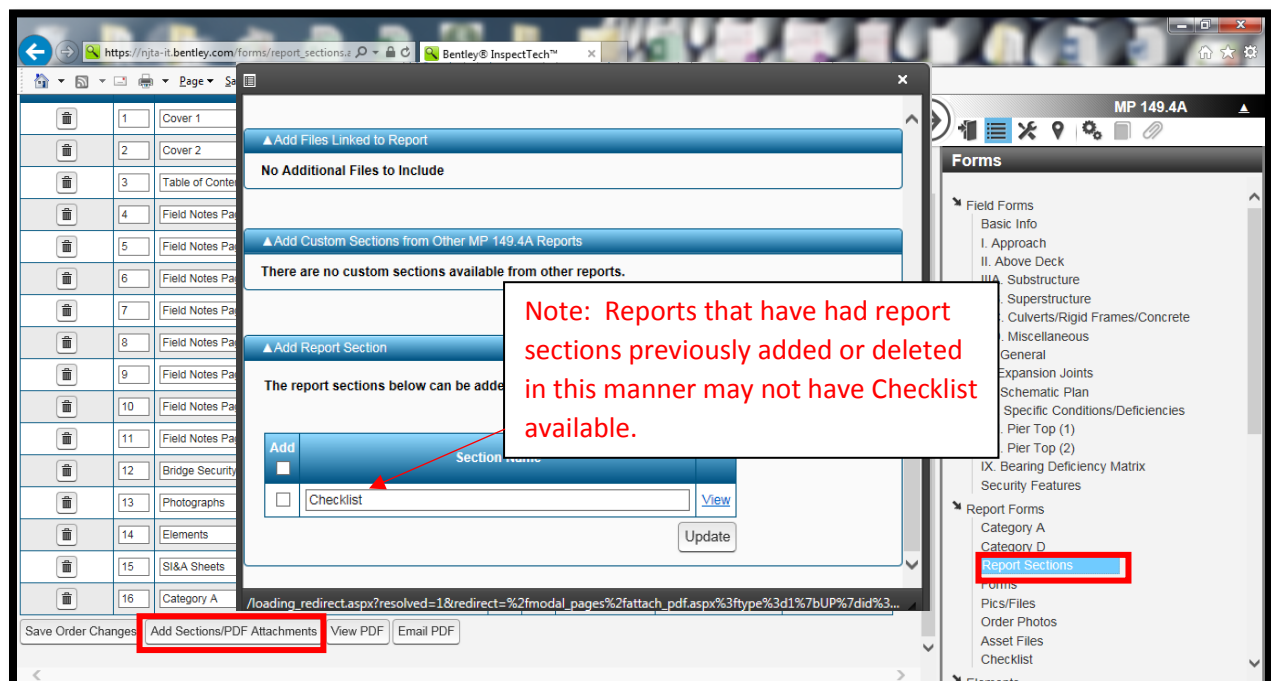 https://njta-it.bentley.com/forms/report_sections.a
Bentley® InspectTech™
Page
Sa
1 Cover 1
2 Cover 2
3 Table of Conte
4 Field Notes Pa
5 Field Notes Pa
6 Field Notes Pa
7 Field Notes Pa
8 Field Notes Pa
9 Field Notes Pa
10 Field Notes Pa
11 Field Notes Pa
12 Bridge Security
13 Photographs
14 Elements
15 SI&A Sheets
16 Category A
Save Order Changes Add Sections/PDF Attachments View PDF Email PDF
▲Add Files Linked to Report
No Additional Files to Include
▲Add Custom Sections from Other MP 149.4A Reports
There are no custom sections available from other reports.
▲Add Report Section
The report sections below can be adde
Add Section Name
Checklist View
Update
/loading_redirect.aspx?resolved=1&redirect=%2fmodal_pages%2fattach_pdf.aspx%3ftype%3d1%7bUP%7did%3...
Note: Reports that have had report
sections previously added or deleted
in this manner may not have Checklist
available.
MP 149.4A ▲
Forms
Field Forms
Basic Info
I. Approach
II. Above Deck
IIIA. Substructure
. Superstructure
. Culverts/Rigid Frames/Concrete
. Miscellaneous
General
Expansion Joints
Schematic Plan
Specific Conditions/Deficiencies
. Pier Top (1)
. Pier Top (2)
IX. Bearing Deficiency Matrix
Security Features
Report Forms
Category A
Category D
Report Sections
Forms
Pics/Files
Order Photos
Asset Files
Checklist
Elements